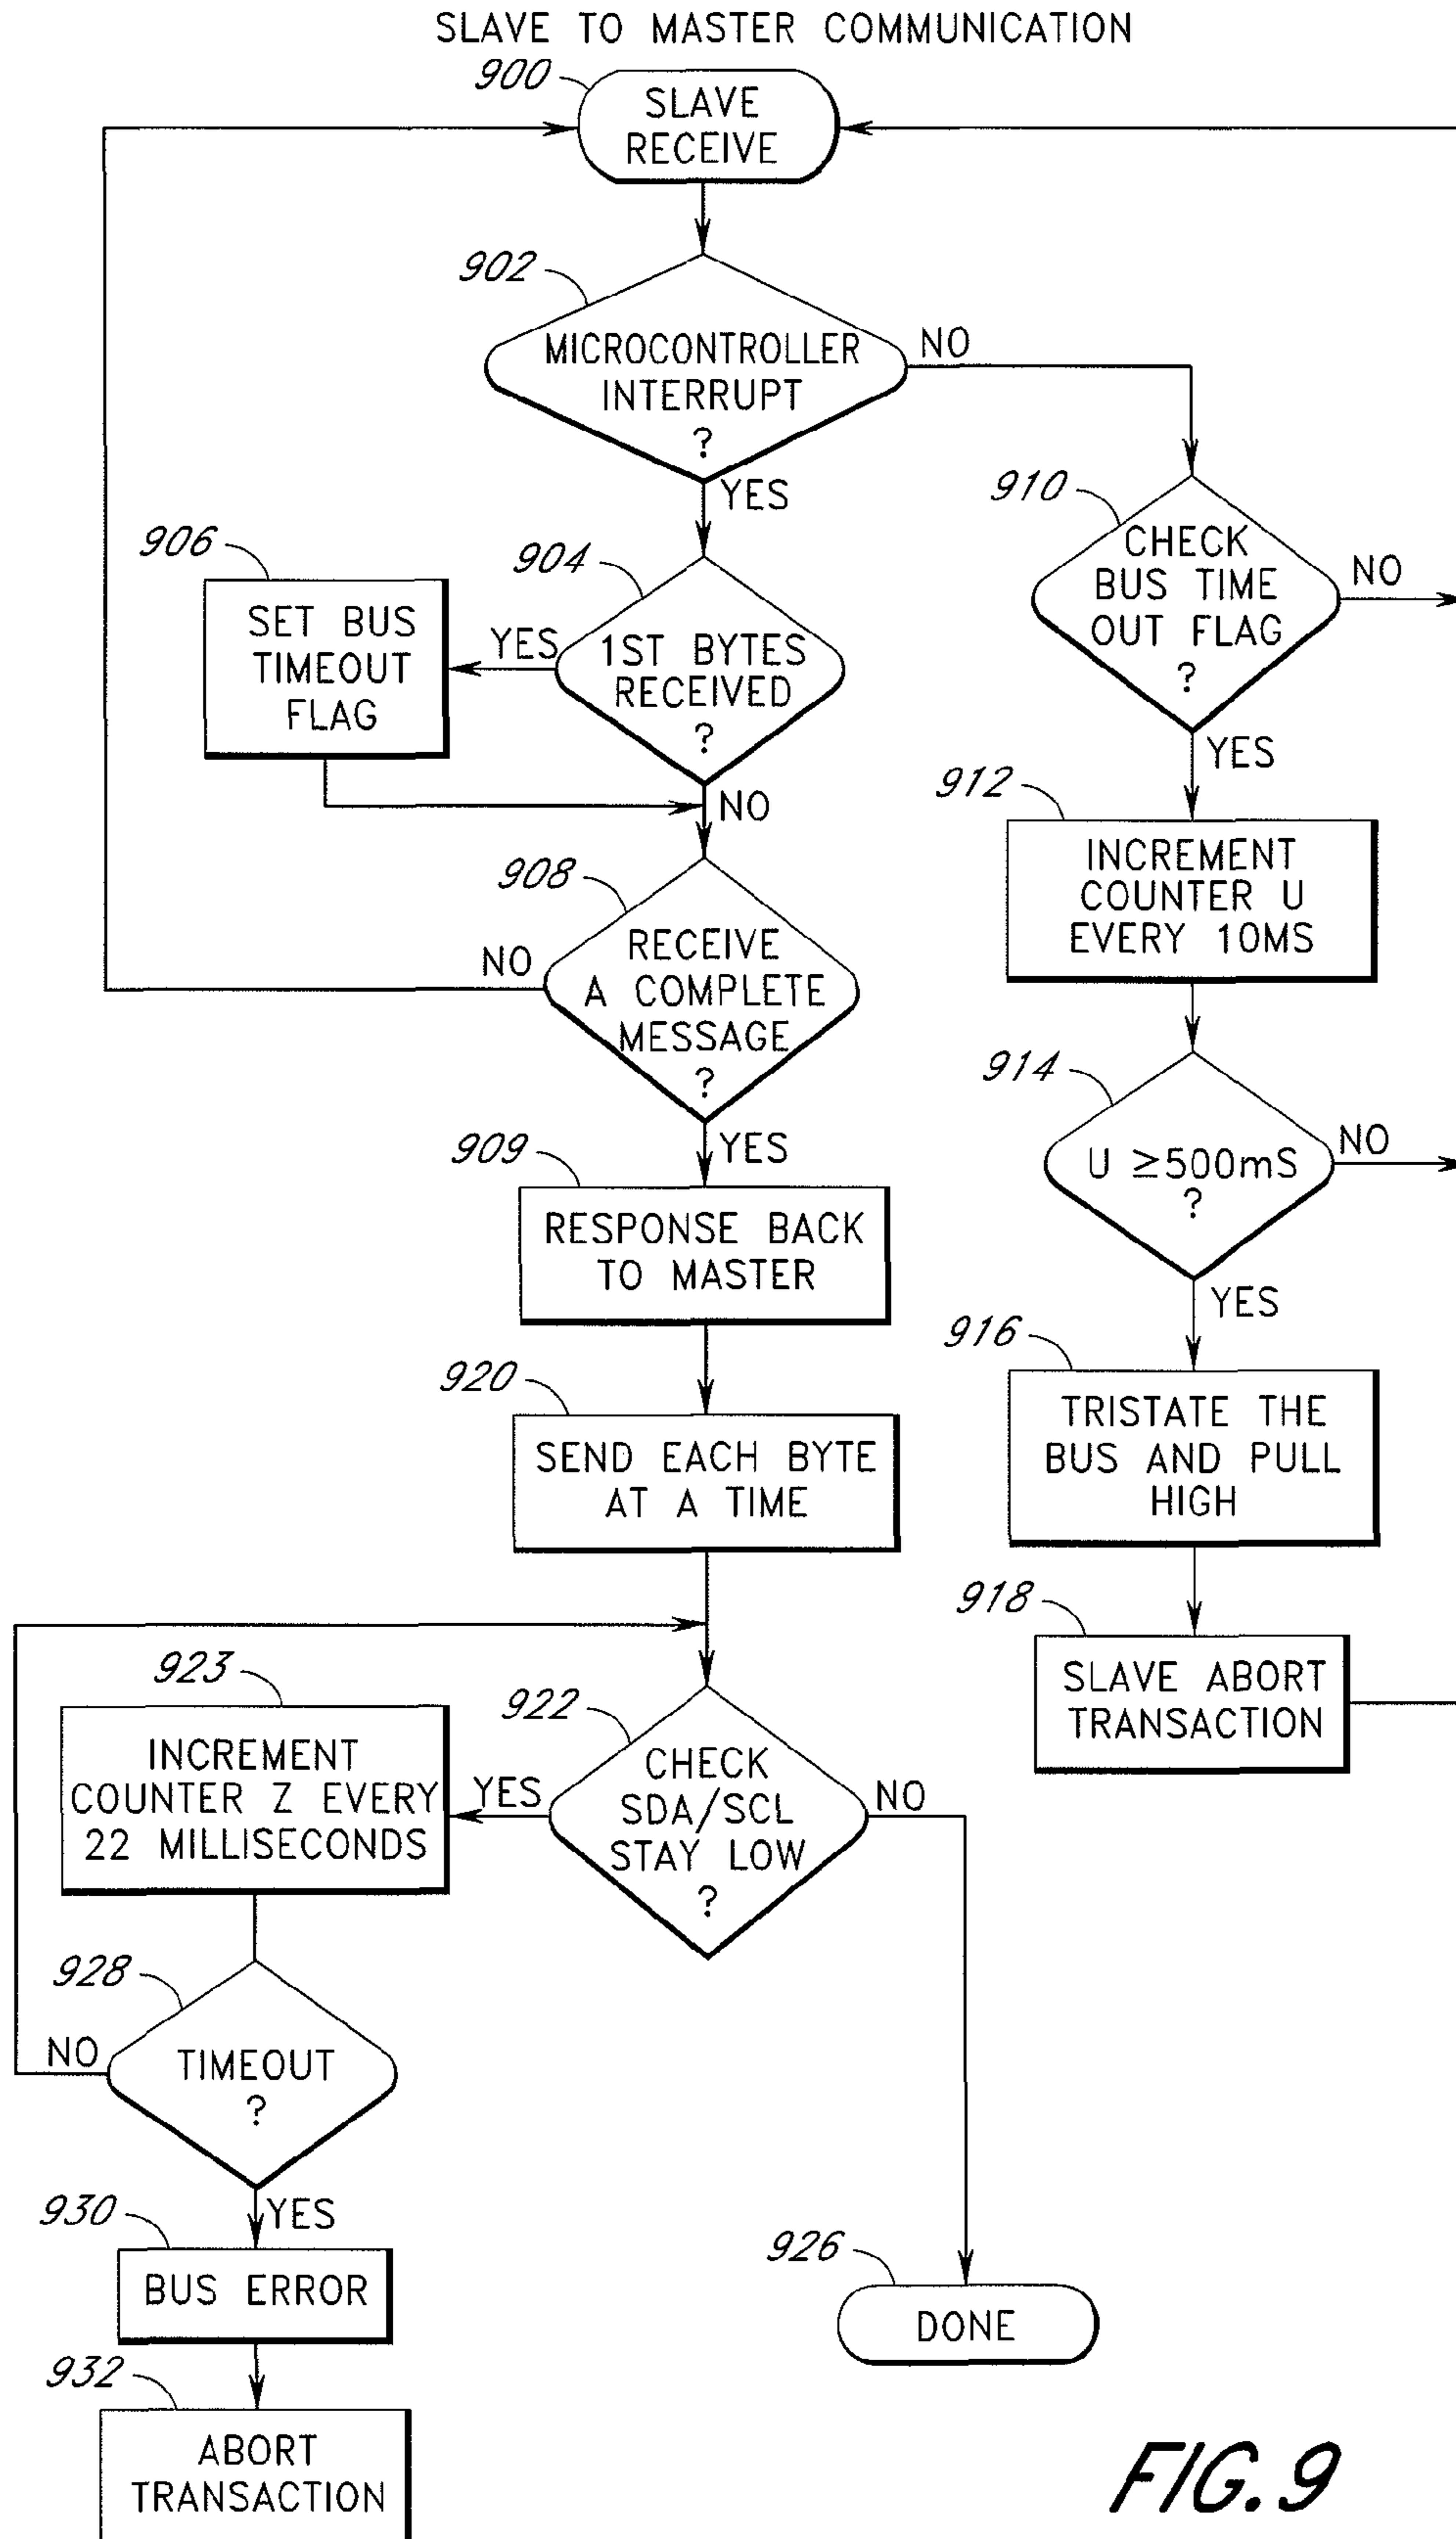 SLAVE TO MASTER COMMUNICATION
900
SLAVE
RECEIVE
902
MICROCONTROLLER
INTERRUPT
?
NO
YES
910
CHECK
BUS TIME
OUT FLAG
?
NO
YES
906
SET BUS
TIMEOUT
FLAG
904
YES
1ST BYTES
RECEIVED
?
NO
912
INCREMENT
COUNTER U
EVERY 10MS
908
NO
RECEIVE
A COMPLETE
MESSAGE
?
YES
914
U ≥500mS
?
NO
YES
909
RESPONSE BACK
TO MASTER
916
TRISTATE THE
BUS AND PULL
HIGH
920
SEND EACH BYTE
AT A TIME
918
SLAVE ABORT
TRANSACTION
923
INCREMENT
COUNTER Z EVERY
22 MILLISECONDS
922
YES
CHECK
SDA/SCL
STAY LOW
?
NO
928
NO
TIMEOUT
?
YES
930
BUS ERROR
926
DONE
932
ABORT
TRANSACTION
FIG. 9